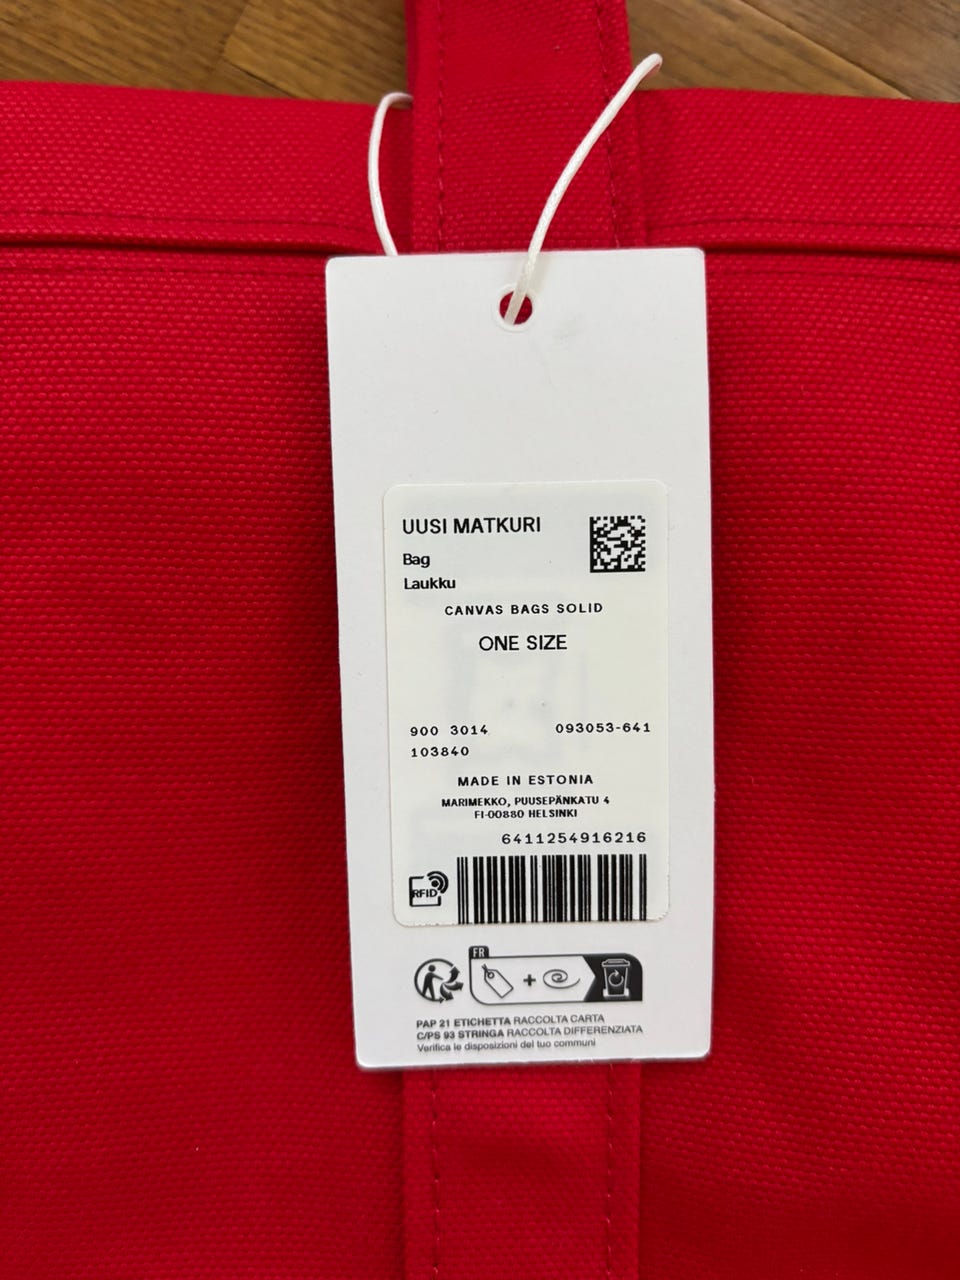 UUSI MATKURI
Bag
Laukku
CANVAS BAGS SOLID
ONE SIZE
900 3014 093053-641
103840
MADE IN ESTONIA
MARIMEKKO, PUUSEPÄNKATU 4
FI-00880 HELSINKI
6411254916216
RFID
FR
PAP 21 ETICHETTA RACCOLTA CARTA
C/PS 93 STRINGA RACCOLTA DIFFERENZIATA
Verifica le disposizioni del tuo communi